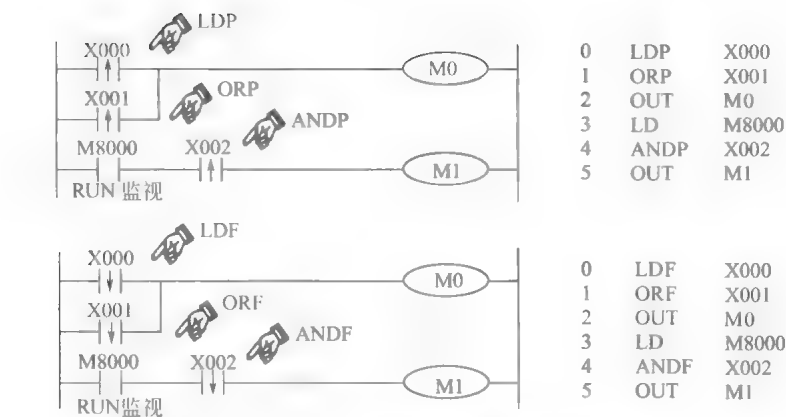 LDP
X000
M0
X001
ORP
ANDP
M8000 X002
M1
RUN 监视
0 LDP X000
1 ORP X001
2 OUT M0
3 LD M8000
4 ANDP X002
5 OUT M1
LDF
X000
M0
X001
ORF
ANDF
M8000 X002
M1
RUN监视
0 LDF X000
1 ORF X001
2 OUT M0
3 LD M8000
4 ANDF X002
5 OUT M1